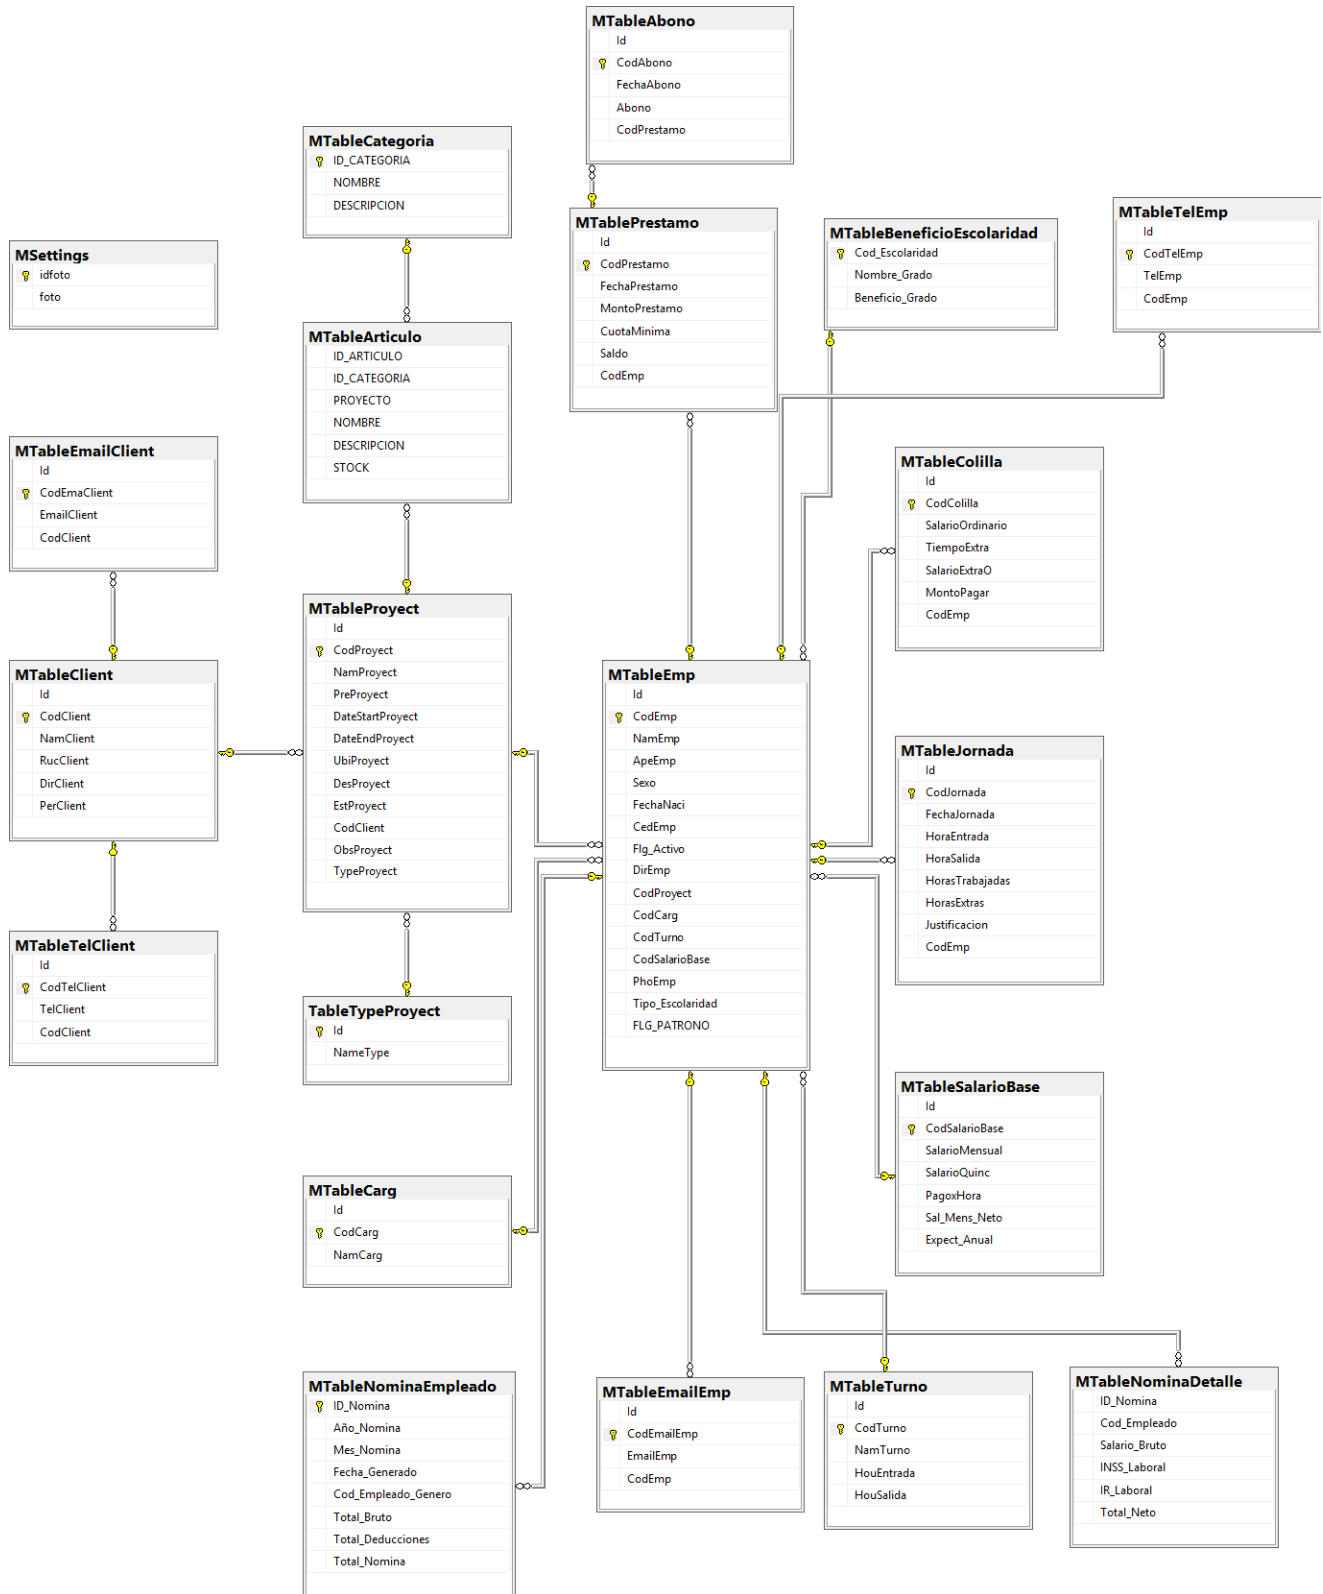 MTableAbono
Id
CodAbono
FechaAbono
Abono
CodPrestamo
MTableCategoria
ID_CATEGORIA
NOMBRE
DESCRIPCION
MTablePrestamo
Id
CodPrestamo
FechaPrestamo
MontoPrestamo
CuotaMinima
Saldo
CodEmp
MTableBeneficioEscolaridad
Cod_Escolaridad
Nombre_Grado
Beneficio_Grado
MTableTelEmp
Id
CodTelEmp
TelEmp
CodEmp
MSettings
idfoto
foto
MTableArticulo
ID_ARTICULO
ID_CATEGORIA
PROYECTO
NOMBRE
DESCRIPCION
STOCK
MTableEmailClient
Id
CodEmaClient
EmailClient
CodClient
MTableColilla
Id
CodColilla
SalarioOrdinario
TiempoExtra
SalarioExtraO
MontoPagar
CodEmp
MTableProyect
Id
CodProyect
NamProyect
PreProyect
DateStartProyect
DateEndProyect
UbiProyect
DesProyect
EstProyect
CodClient
ObsProyect
TypeProyect
MTableClient
Id
CodClient
NamClient
RucClient
DirClient
PerClient
MTableEmp
Id
CodEmp
NamEmp
ApeEmp
Sexo
FechaNaci
CedEmp
Flg_Activo
DirEmp
CodProyect
CodCarg
CodTurno
CodSalarioBase
PhoEmp
Tipo_Escolaridad
FLG_PATRONO
MTableJornada
Id
CodJornada
FechaJornada
HoraEntrada
HoraSalida
HorasTrabajadas
HorasExtras
Justificacion
CodEmp
MTableTelClient
Id
CodTelClient
TelClient
CodClient
TableTypeProyect
Id
NameType
MTableSalarioBase
Id
CodSalarioBase
SalarioMensual
SalarioQuinc
PagoxHora
Sal_Mens_Neto
Expect_Anual
MTableCarg
Id
CodCarg
NamCarg
MTableNominaEmpleado
ID_Nomina
Año_Nomina
Mes_Nomina
Fecha_Generado
Cod_Empleado_Genero
Total_Bruto
Total_Deducciones
Total_Nomina
MTableEmailEmp
Id
CodEmailEmp
EmailEmp
CodEmp
MTableTurno
Id
CodTurno
NamTurno
HouEntrada
HouSalida
MTableNominaDetalle
ID_Nomina
Cod_Empleado
Salario_Bruto
INSS_Laboral
IR_Laboral
Total_Neto